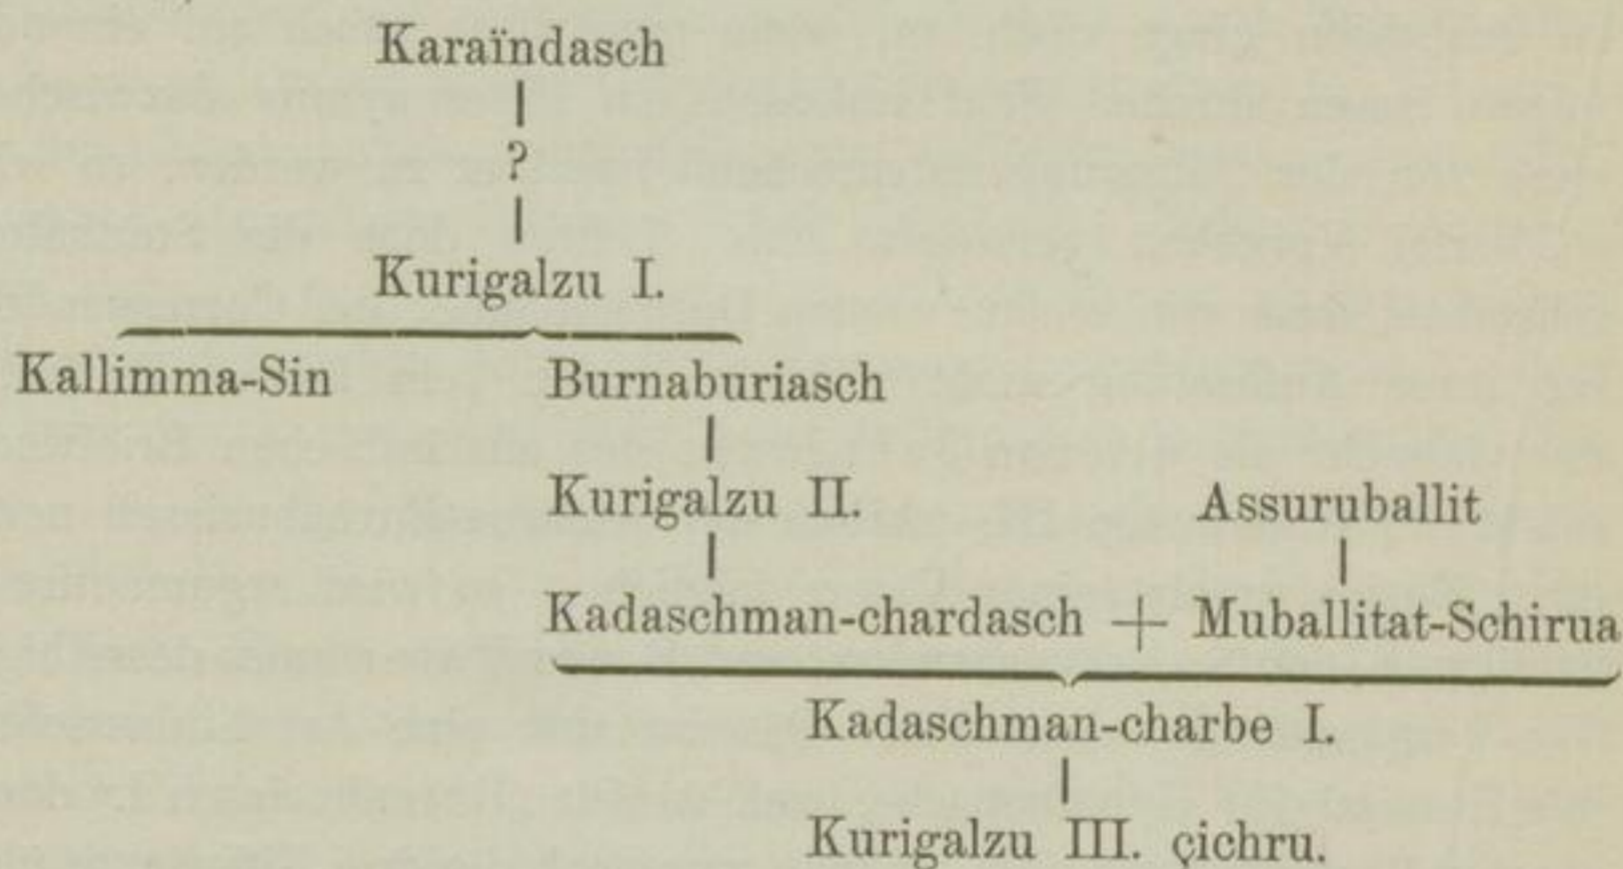 Karaïndasch
?
Kurigalzu I.
Kallimma-Sin Burnaburiasch
Kurigalzu II. Assuruballit
Kadaschman-chardasch + Muballitat-Schirua
Kadaschman-charbe I.
Kurigalzu III. çichru.